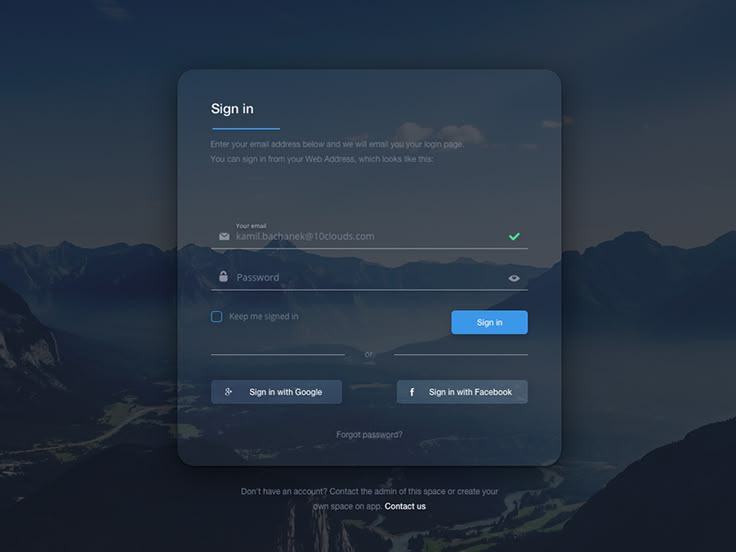 Sign in
Enter your email address below and we will email you your login page.
You can sign in from your Web Address, which looks like this:
Your email
kamil.bachanek@10clouds.com
Password
Keep me signed in
Sign in
or
Sign in with Google
Sign in with Facebook
Forgot password?
Don't have an account? Contact the admin of this space or create your
own space on app. Contact us